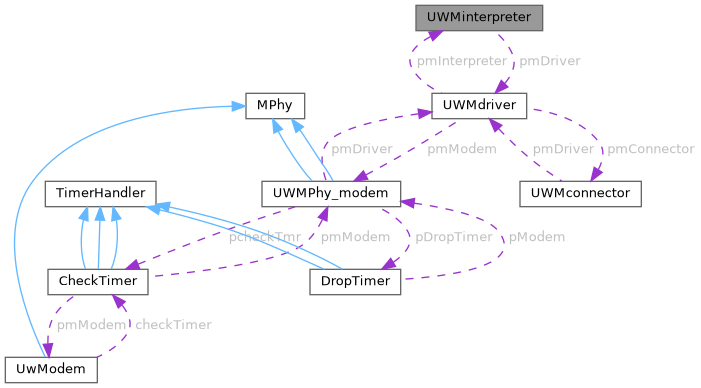 UWMinterpreter
pmInterpreter
pmDriver
MPhy
UWMdriver
pmDriver
pmModem
pmDriver
pmConnector
TimerHandler
UWMPhy_modem
UWMconnector
pcheckTmr
pmModem
pDropTimer
pModem
CheckTimer
DropTimer
pmModem
checkTimer
UwModem